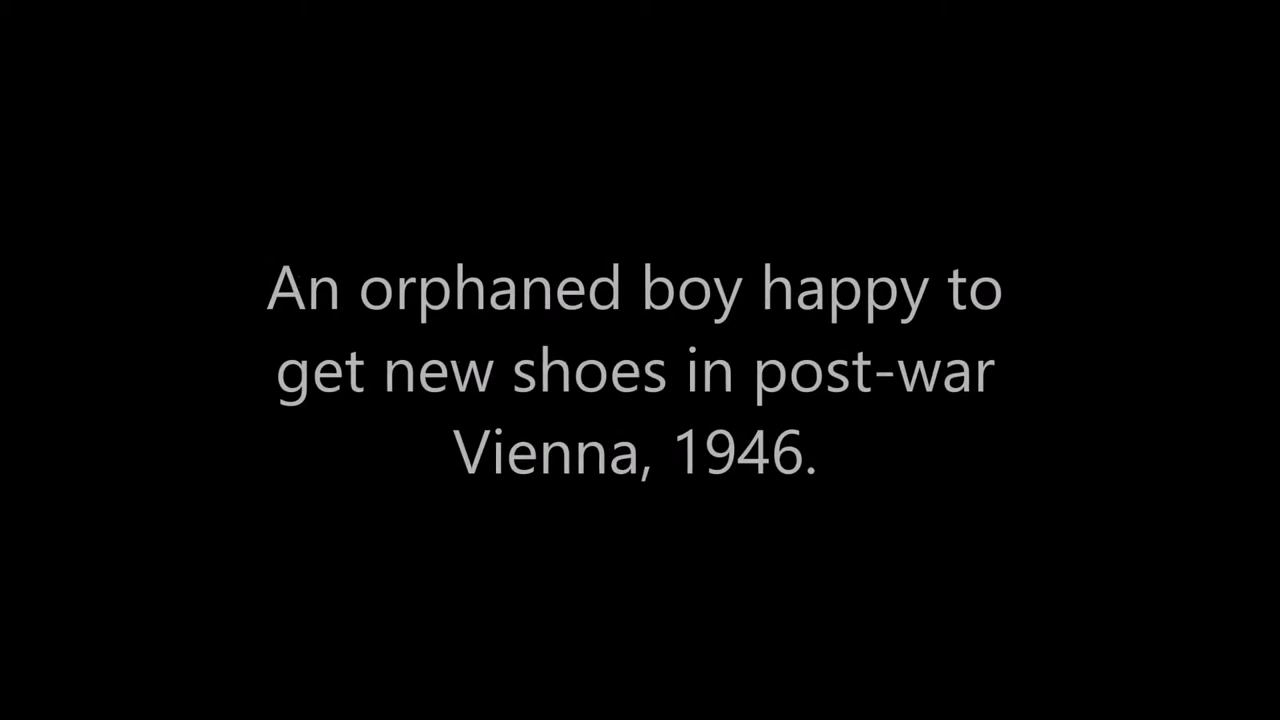 An orphaned boy happy to
get new shoes in post-war
Vienna, 1946.